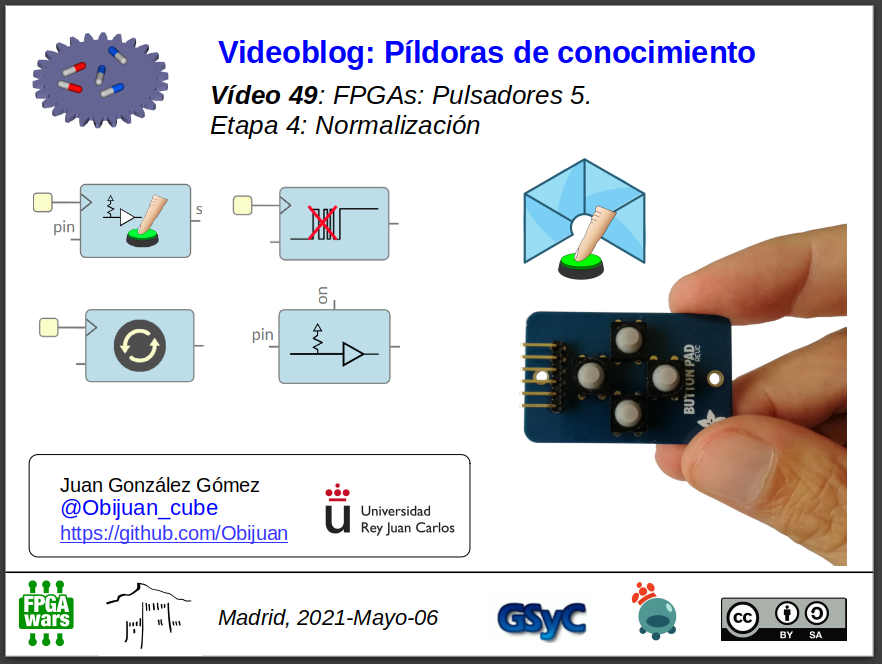 Videoblog: Píldoras de conocimiento
Vídeo 49: FPGAs: Pulsadores 5.
Etapa 4: Normalización
pin
s
on
pin
BUTTON PAD
REV.C
Juan González Gómez
@Obijuan_cube
https://github.com/Obijuan
u
Universidad
Rey Juan Carlos
FPGA
wars
Madrid, 2021-Mayo-06
GSyC
cc
BY SA